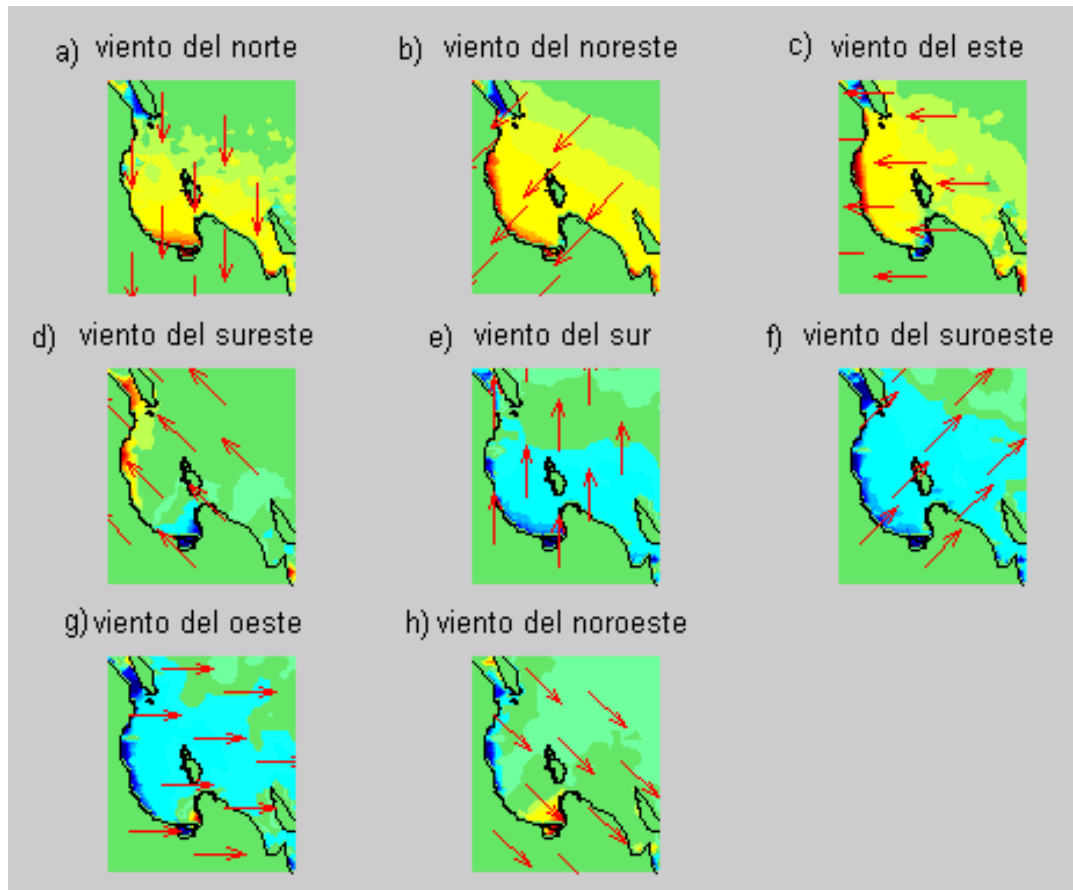 a) viento del norte
b) viento del noreste
c) viento del este
d) viento del sureste
e) viento del sur
f) viento del suroeste
g) viento del oeste
h) viento del noroeste